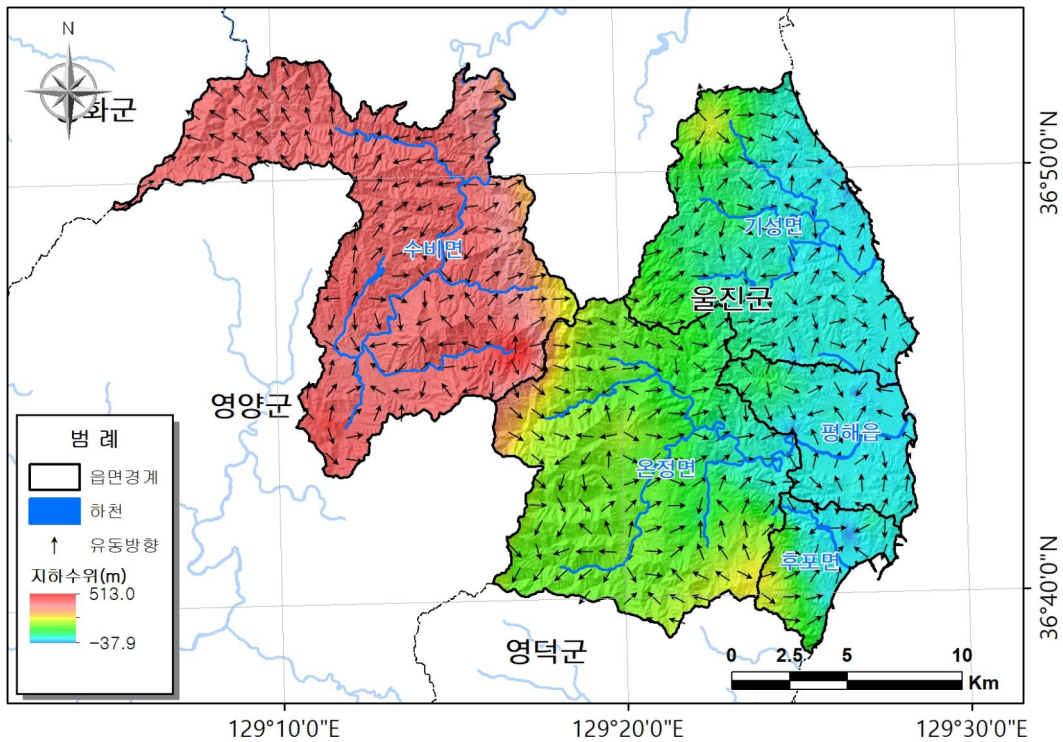 N
화군
36°50'0"N
수비면
기성면
울진군
영양군
평해읍
온정면
후포면
36°40'0"N
영덕군
범 례
읍면경계
하천
유동방향
지하수위(m)
513.0
-37.9
0 2.5 5 10
Km
129°10'0"E 129°20'0"E 129°30'0"E